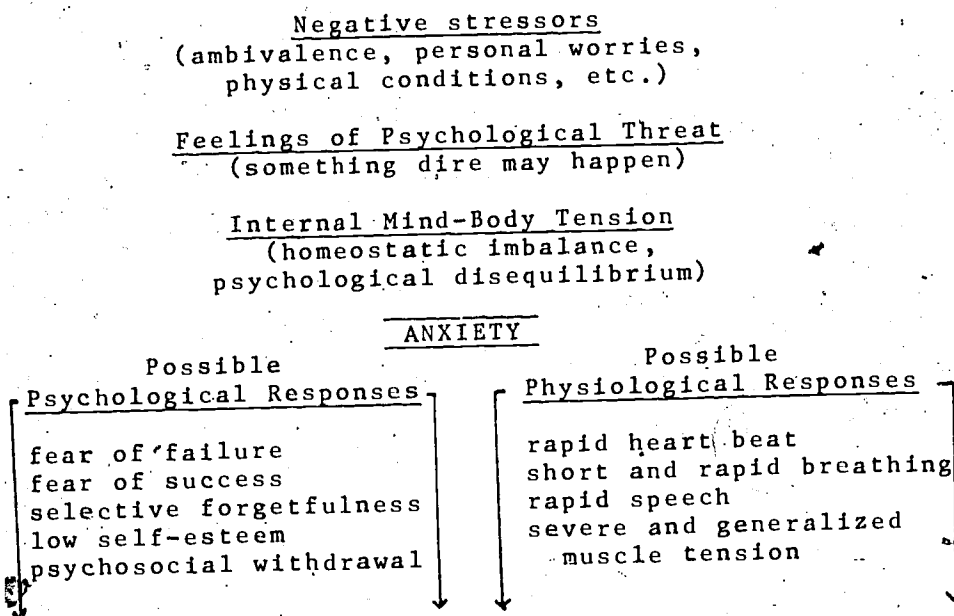 Negative stressors
(ambivalence, personal worries,
physical conditions, etc.)
Feelings of Psychological Threat
(something dire may happen)
Internal Mind-Body Tension
(homeostatic imbalance,
psychological disequilibrium)
ANXIETY
Possible
Psychological Responses
fear of failure
fear of success
selective forgetfulness
low self-esteem
psychosocial withdrawal
Possible
Physiological Responses
rapid heart beat
short and rapid breathing
rapid speech
severe and generalized
muscle tension